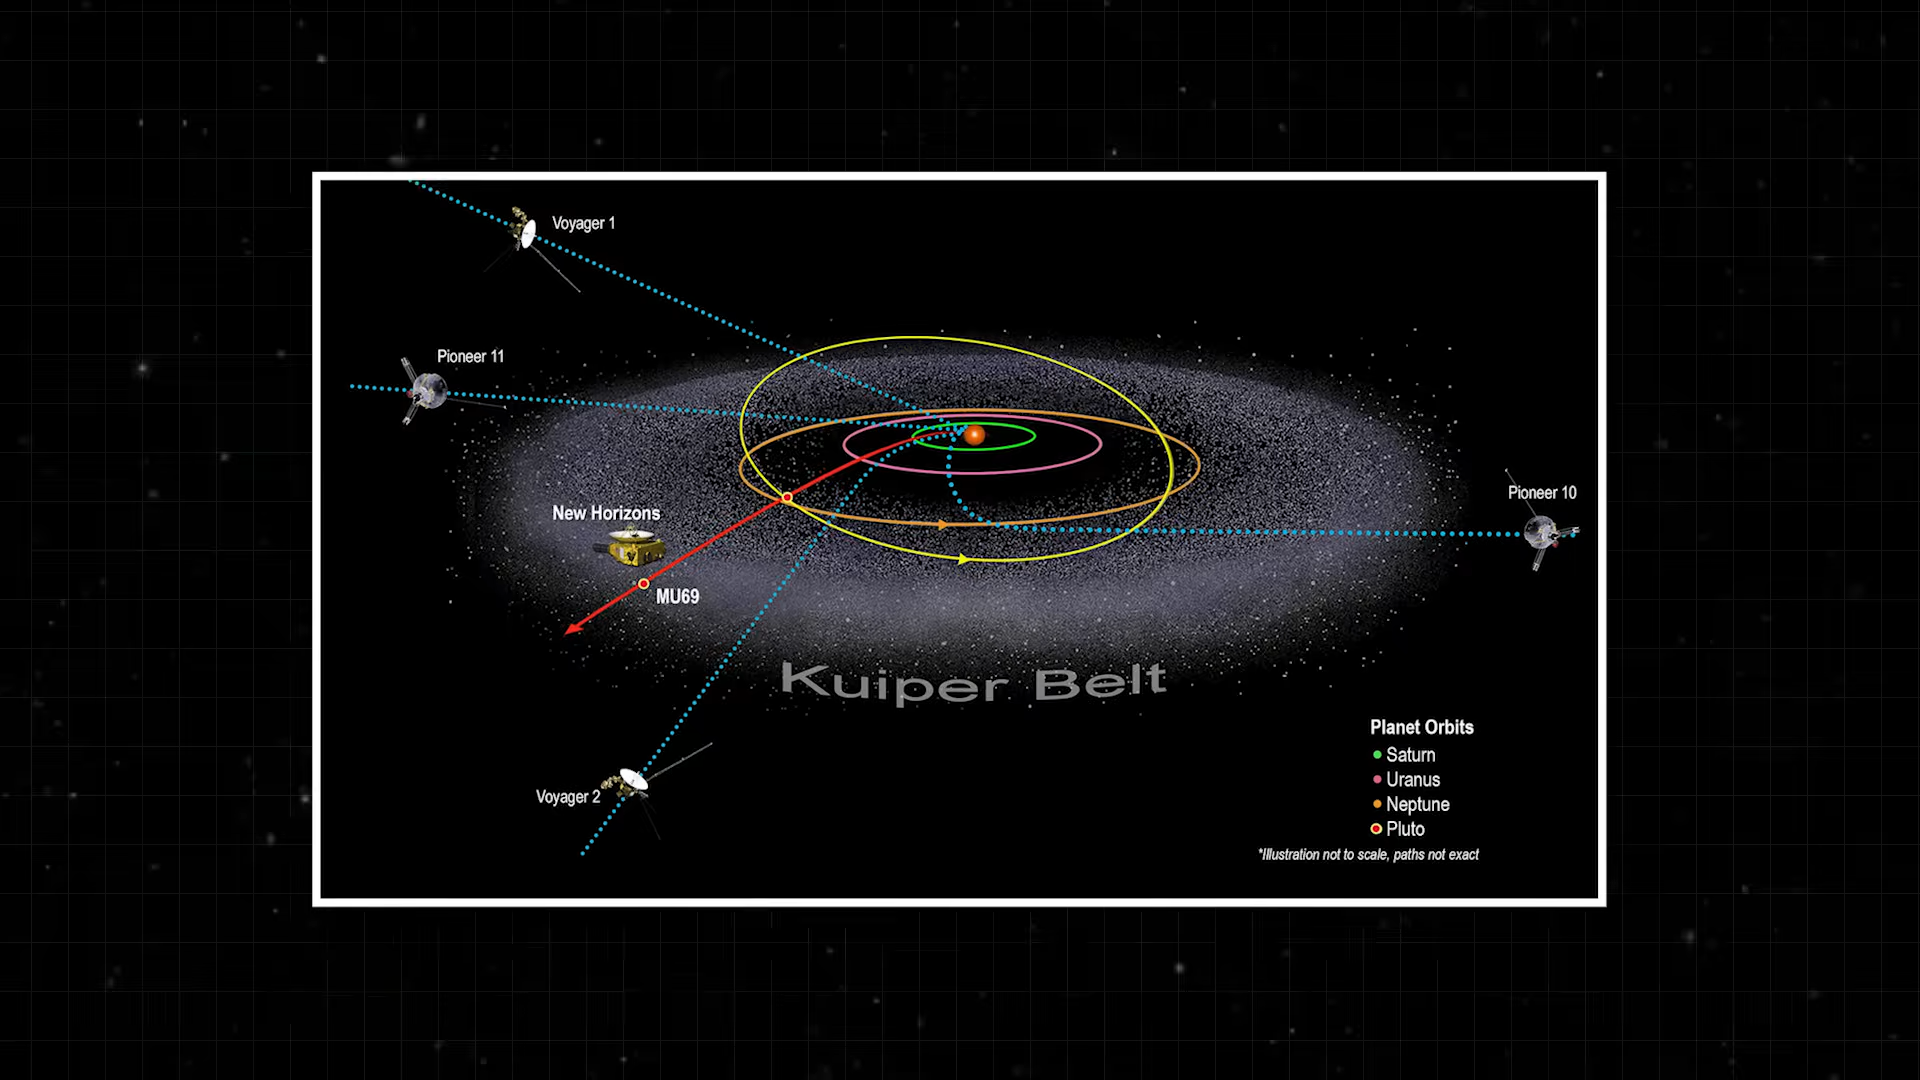 Voyager 1
Pioneer 11
Pioneer 10
New Horizons
MU69
Kuiper Belt
Voyager 2
Planet Orbits
Saturn
Uranus
Neptune
Pluto
*Illustration not to scale, paths not exact